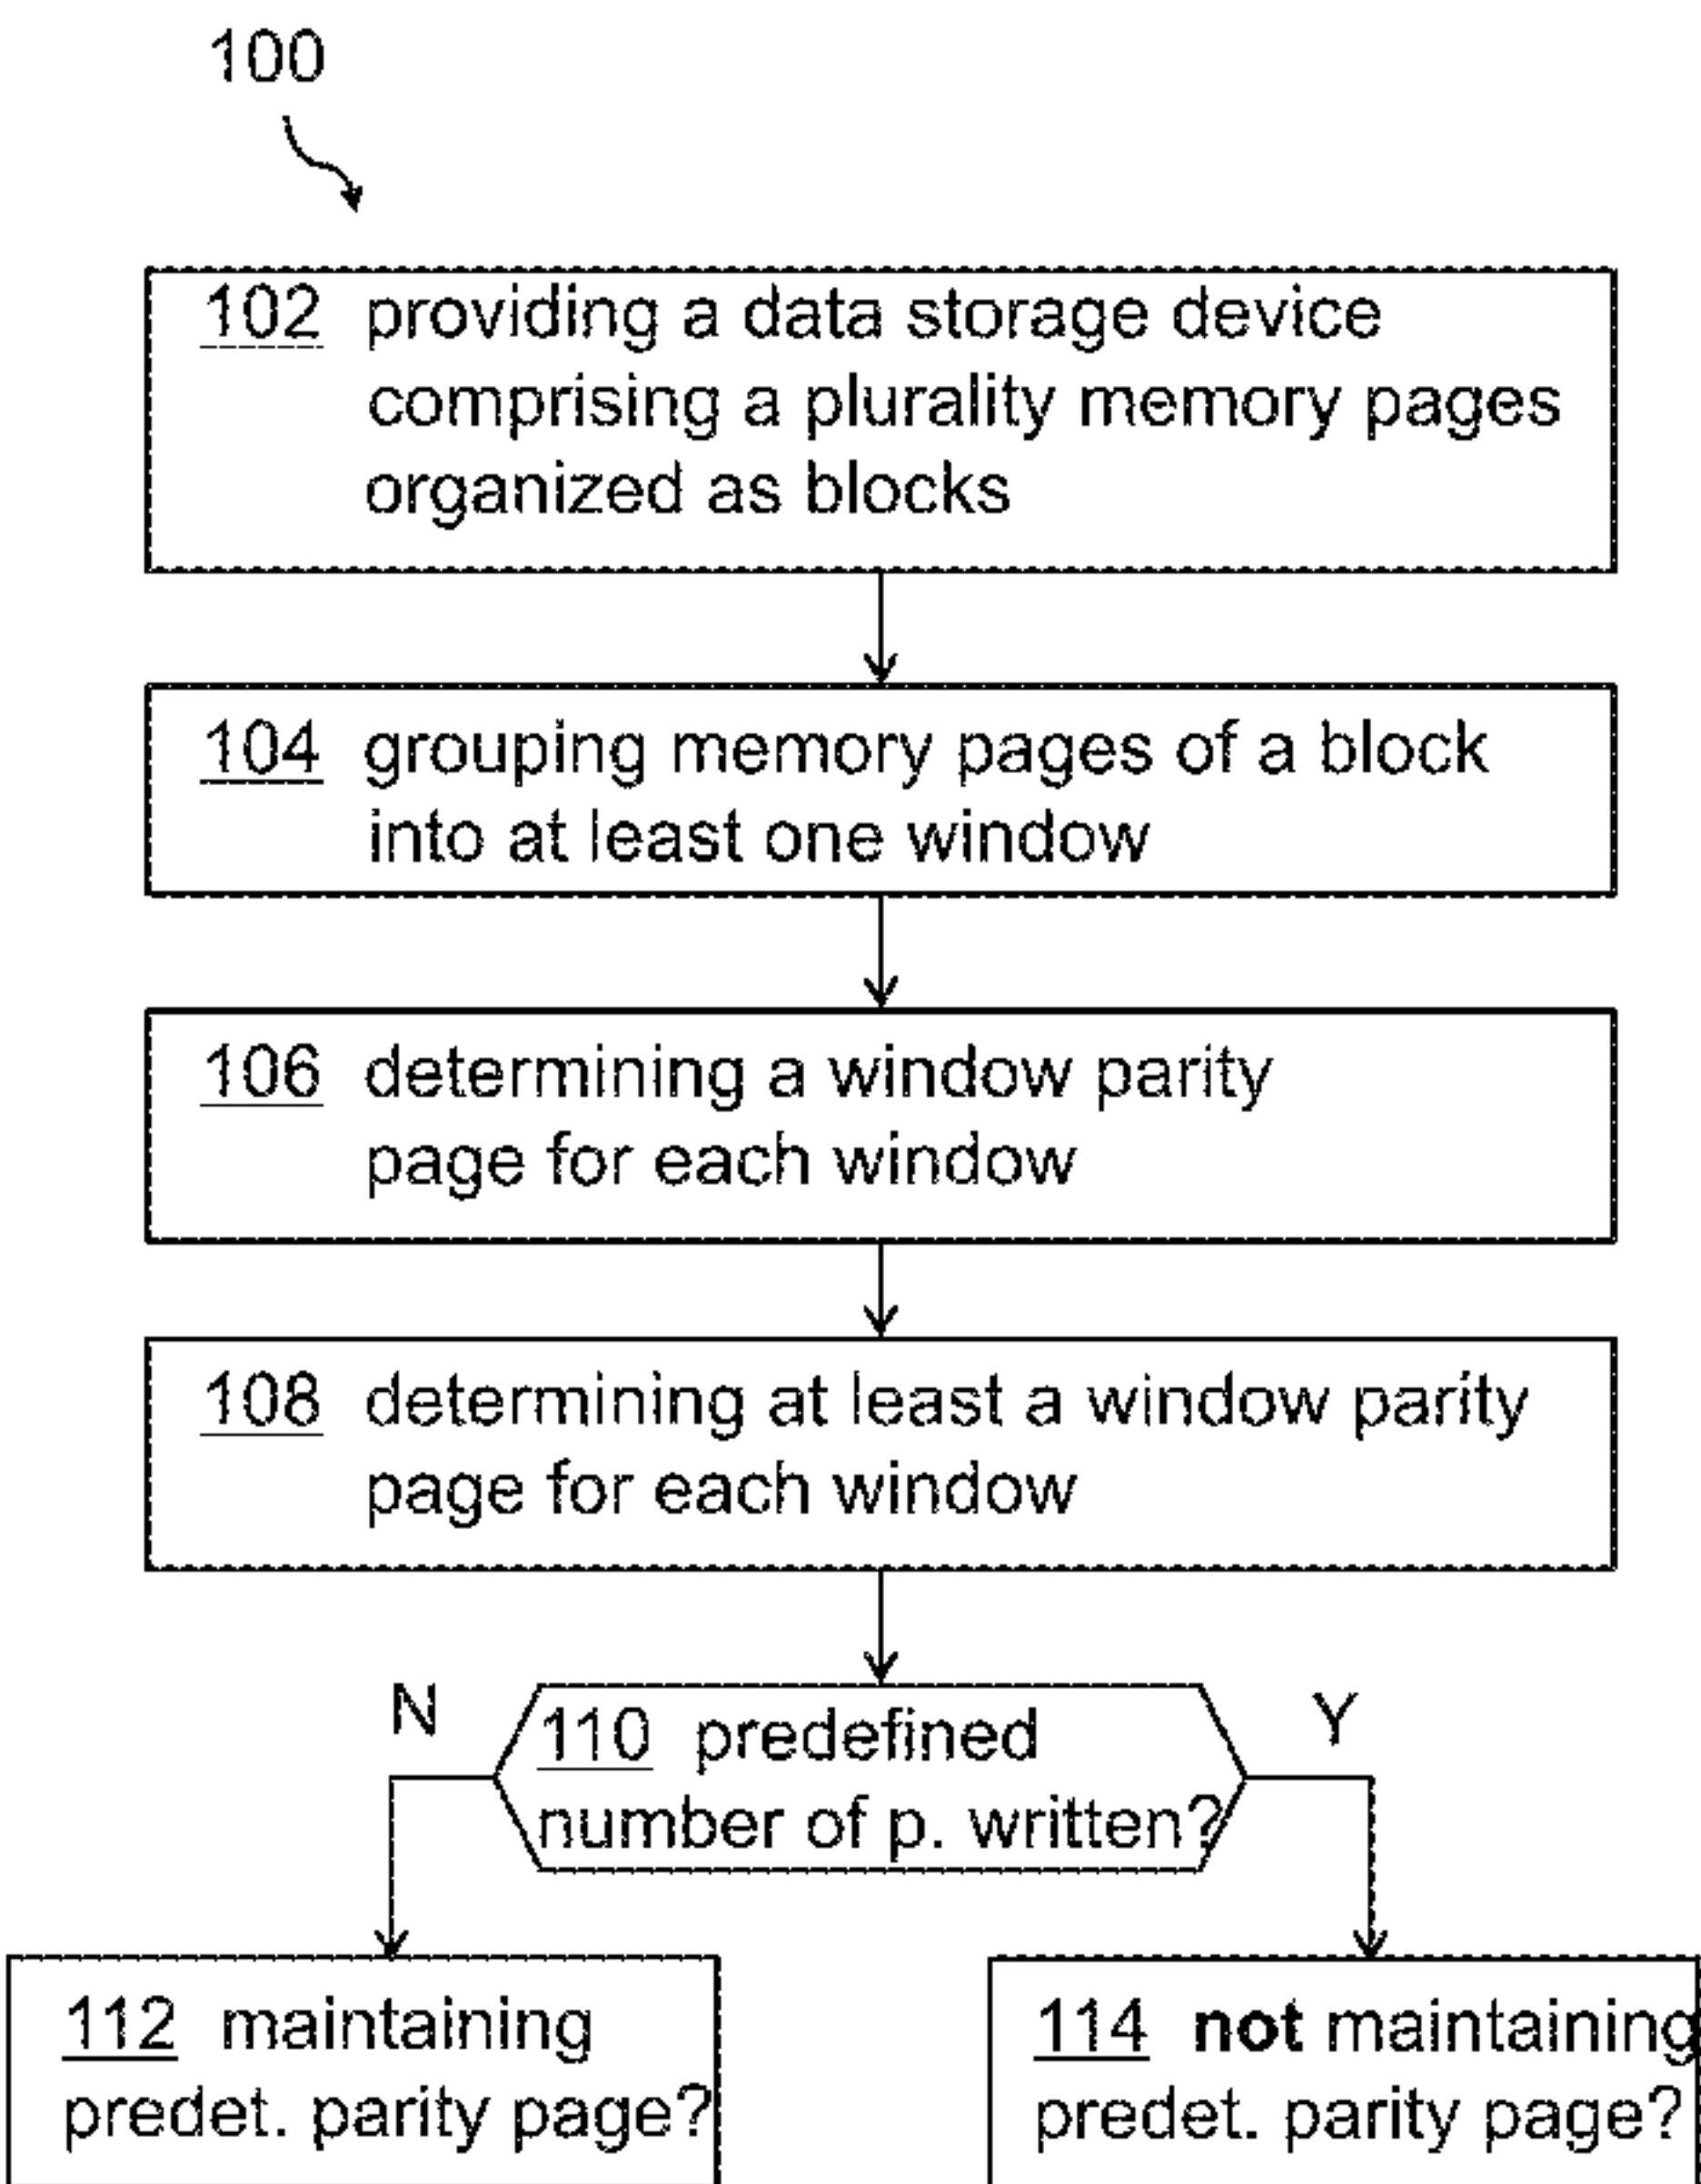 100
102 providing a data storage device
comprising a plurality memory pages
organized as blocks
104 grouping memory pages of a block
into at least one window
106 determining a window parity
page for each window
108 determining at least a window parity
page for each window
N
110 predefined
number of p. written?
Y
112 maintaining
predet. parity page?
114 not maintaining
predet. parity page?